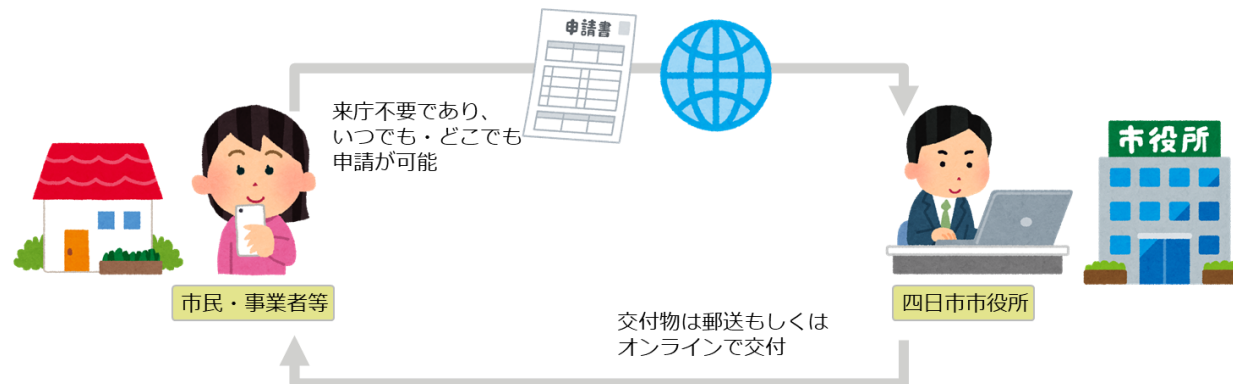 申請書
来庁不要であり、
いつでも・どこでも
申請が可能
市役所
市民・事業者等
四日市市役所
交付物は郵送もしくは
オンラインで交付